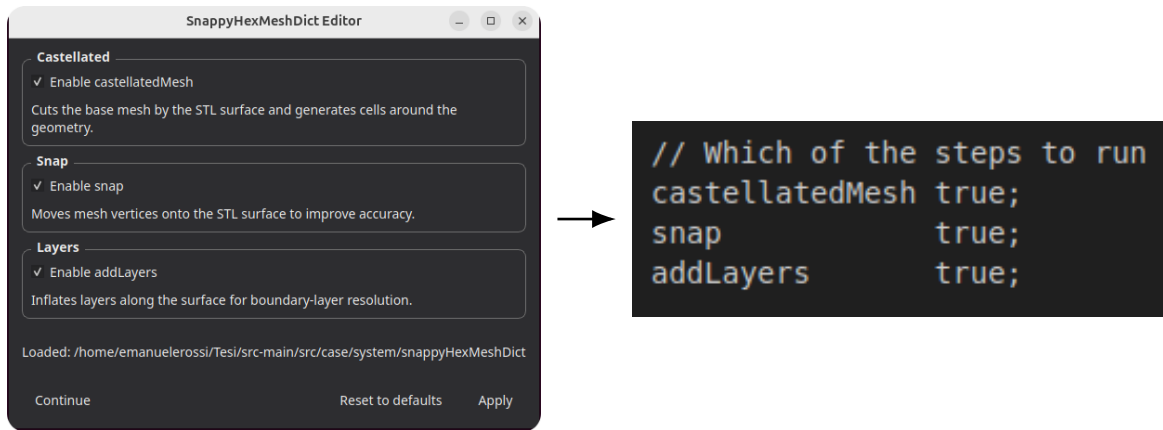 SnappyHexMeshDict Editor
Castellated
Enable castellatedMesh
Cuts the base mesh by the STL surface and generates cells around the
geometry.
Snap
Enable snap
Moves mesh vertices onto the STL surface to improve accuracy.
Layers
Enable addLayers
Inflates layers along the surface for boundary-layer resolution.
Loaded: /home/emanuelerossi/Tesi/src-main/src/case/system/snappyHexMeshDict
Continue Reset to defaults Apply
// Which of the steps to run
castellatedMesh true;
snap true;
addLayers true;